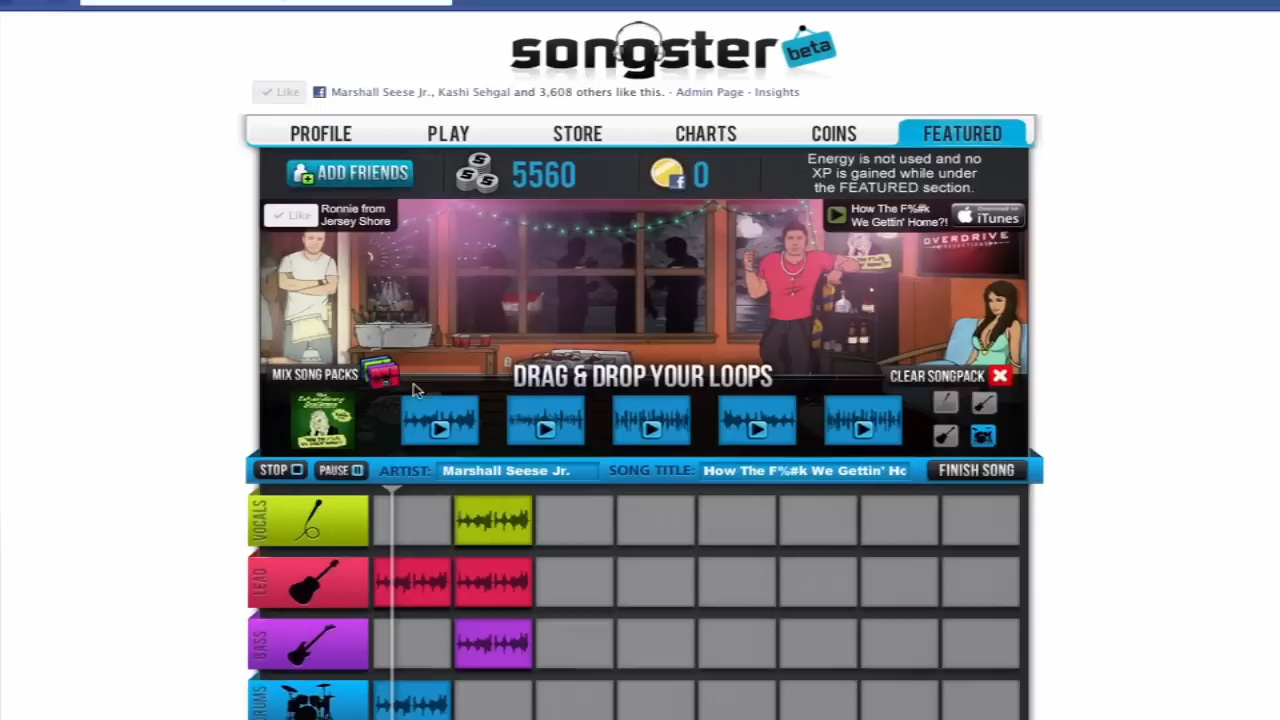 songster beta
Like
Marshall Seese Jr., Kashi Sehgal and 3,608 others like this. · Admin Page · Insights
PROFILE PLAY STORE CHARTS COINS FEATURED
ADD FRIENDS
5560
0
Energy is not used and no
XP is gained while under
the FEATURED section.
Like
Ronnie from
Jersey Shore
How The F%#k
We Gettin' Home?!
iTunes
OVERDRIVE
MIX SONG PACKS
DRAG & DROP YOUR LOOPS
CLEAR SONGPACK
STOP PAUSE ARTIST: Marshall Seese Jr. SONG TITLE: How The F%#k We Gettin' Ho FINISH SONG
VOCALS
LEAD
BASS
DRUMS